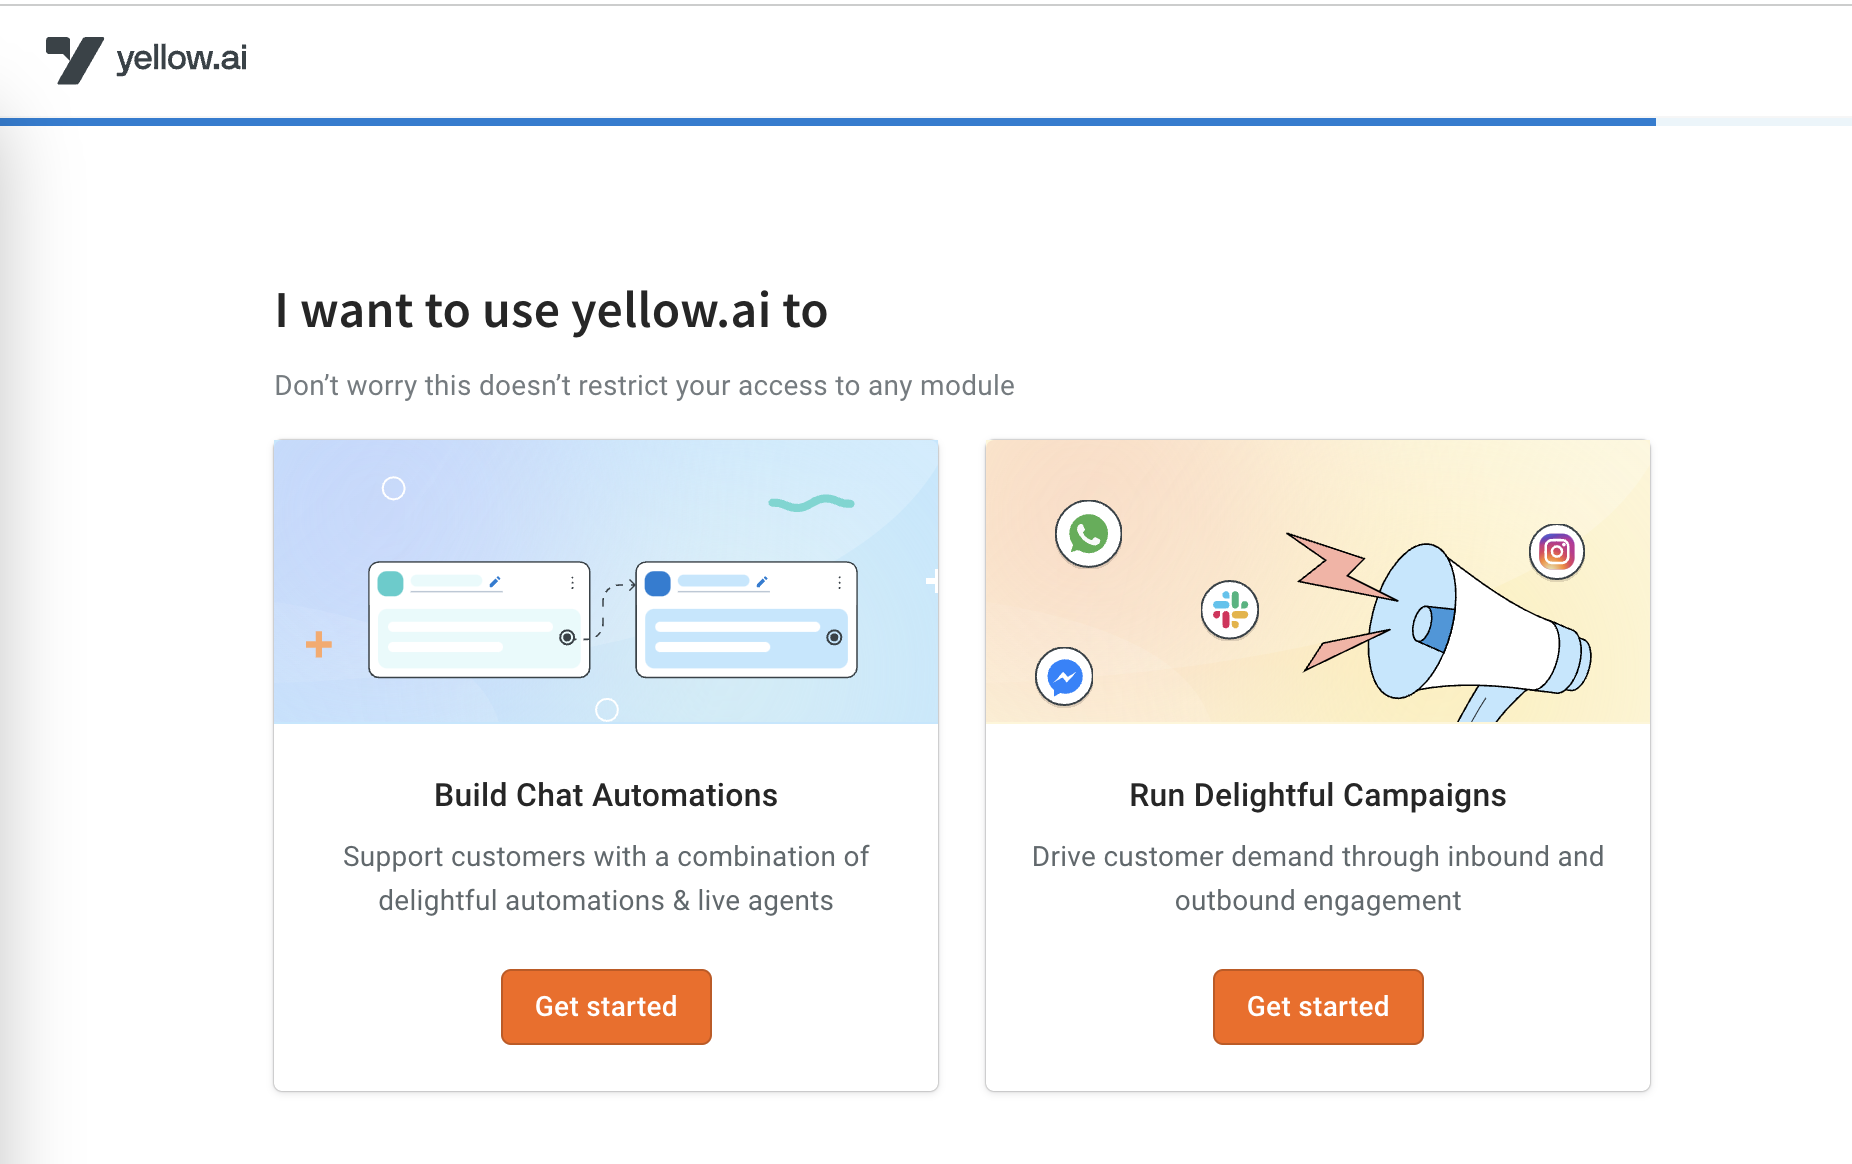 yellow.ai
I want to use yellow.ai to
Don’t worry this doesn’t restrict your access to any module
Build Chat Automations
Support customers with a combination of
delightful automations & live agents
Get started
Run Delightful Campaigns
Drive customer demand through inbound and
outbound engagement
Get started